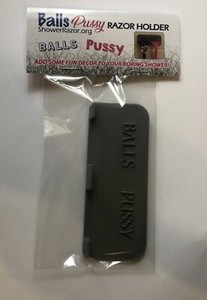 Balls Pussy RAZOR HOLDER
ShowerRazor.org
BALLS PUSSY
ADD SOME FUN DECOR TO YOUR BORING SHOWER!
BALLS PUSSY